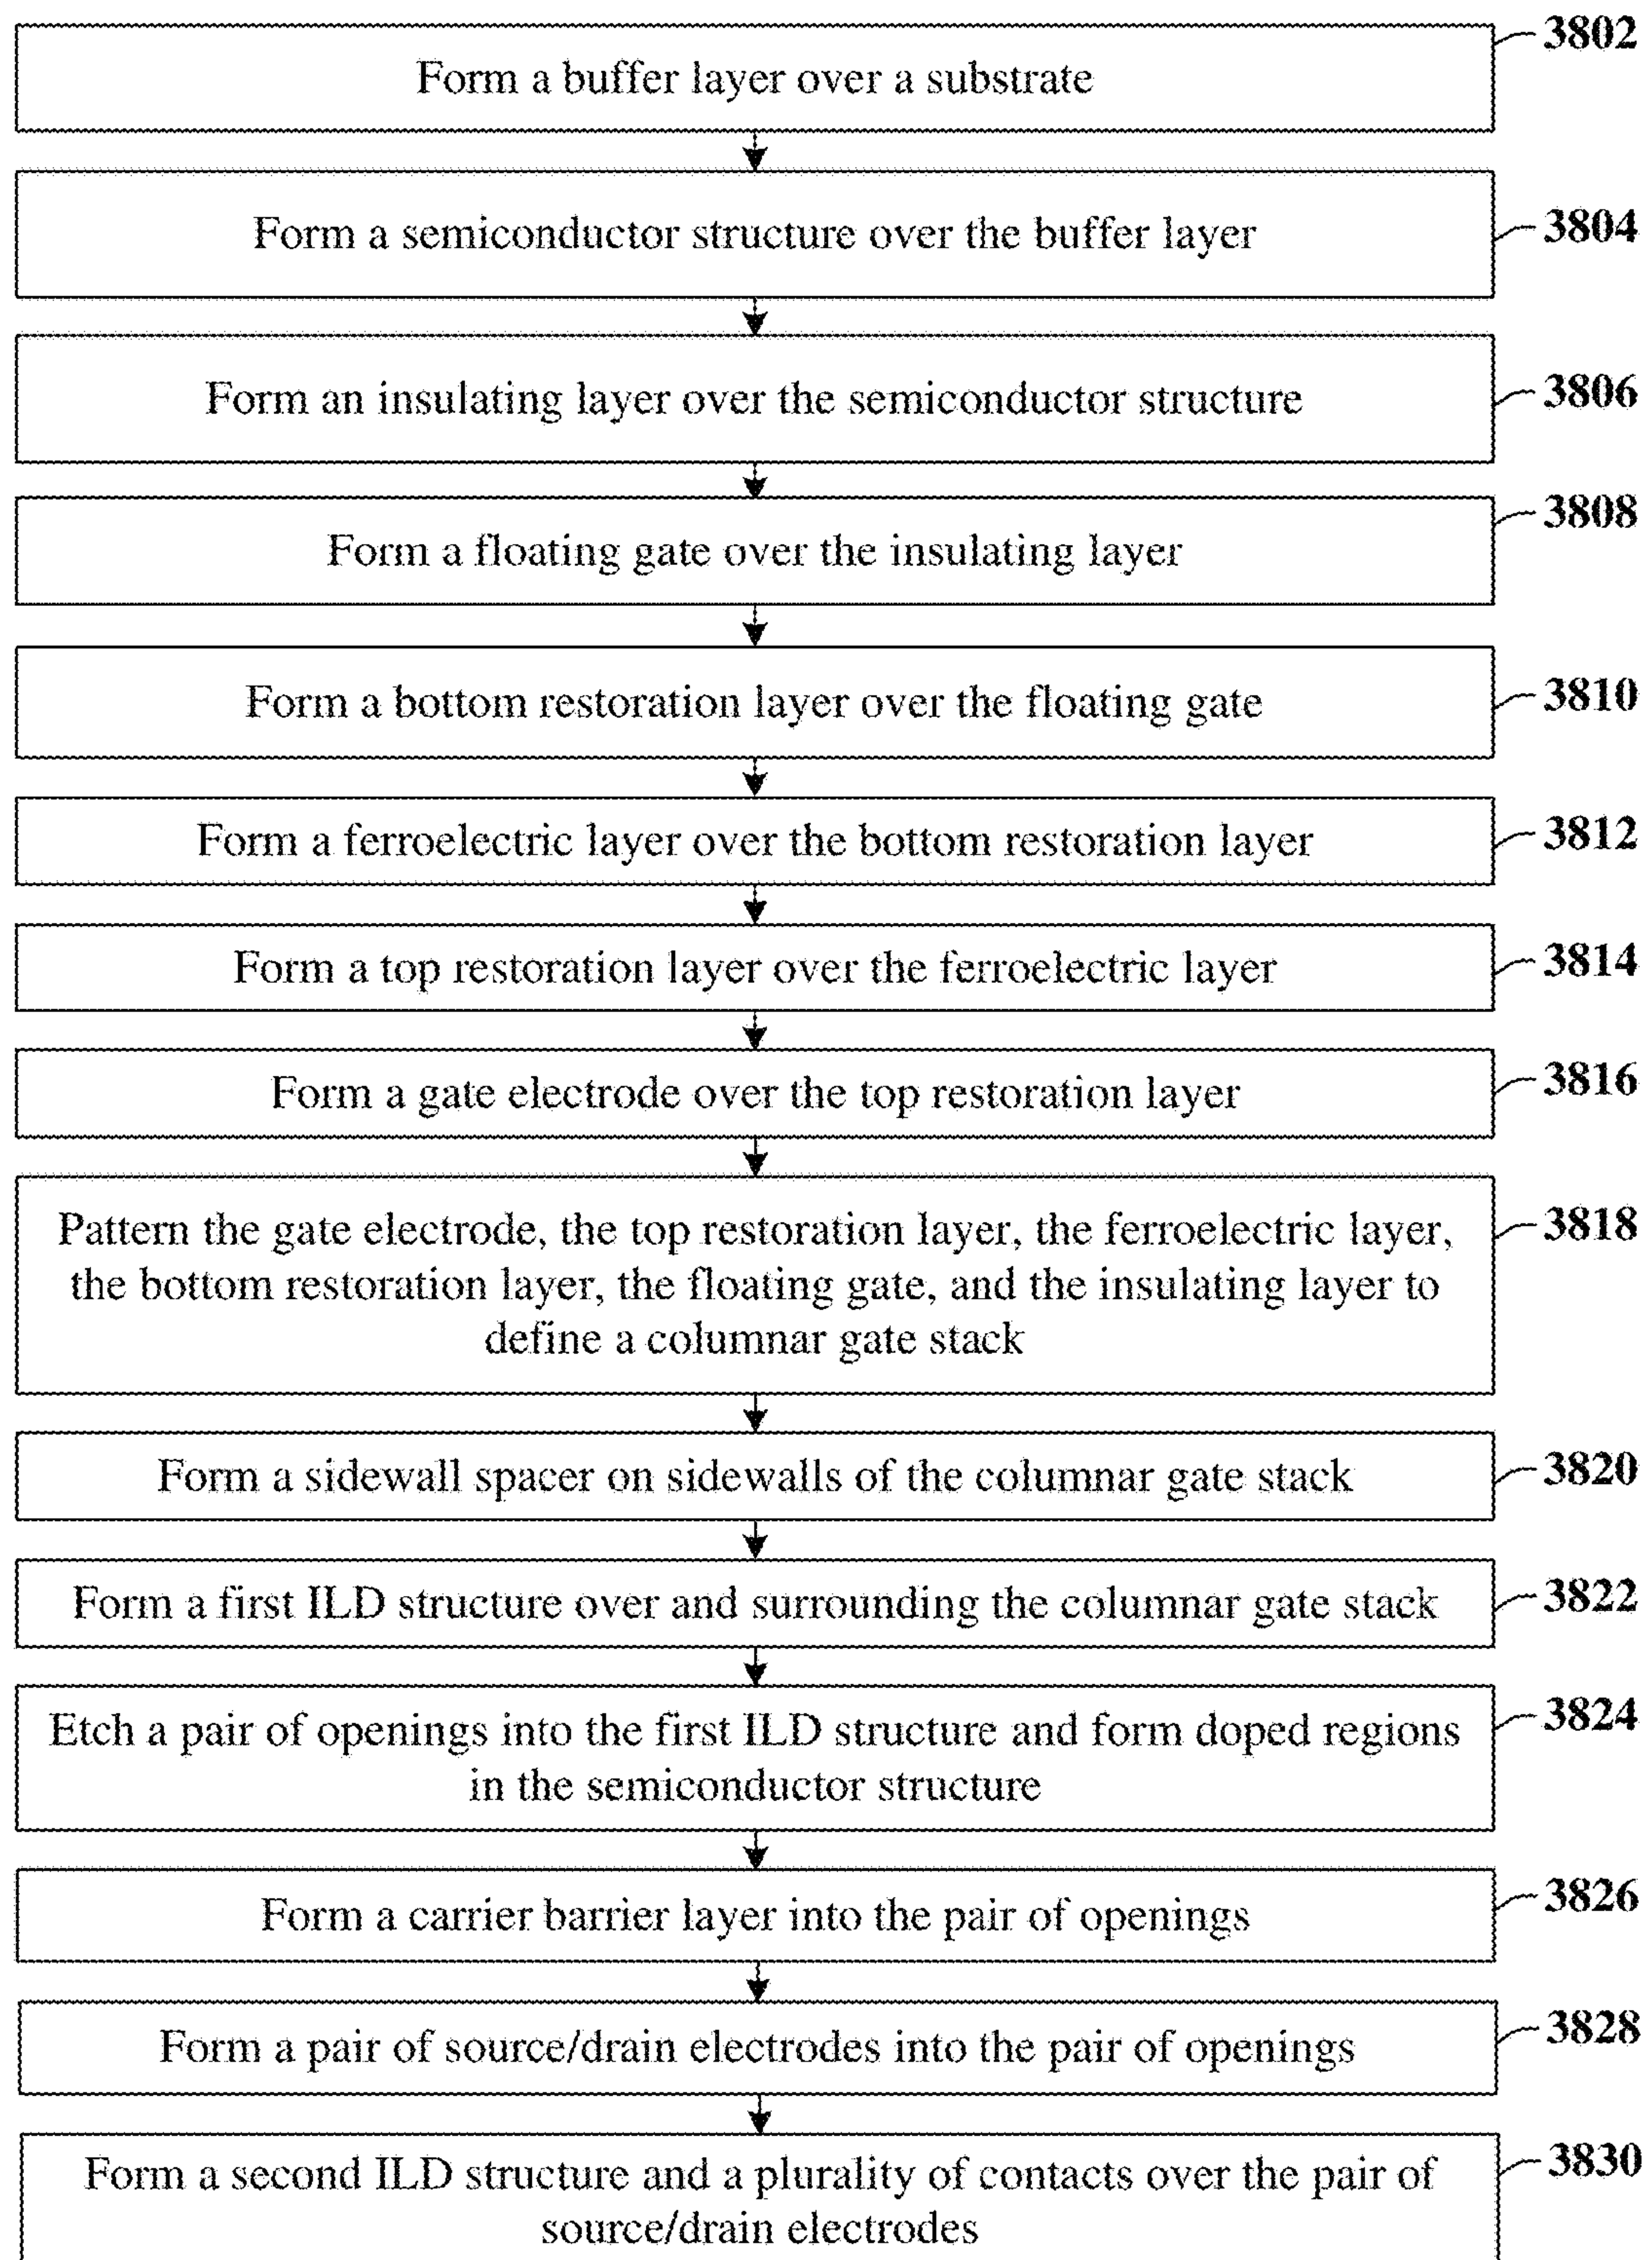 3802
Form a buffer layer over a substrate
3804
Form a semiconductor structure over the buffer layer
3806
Form an insulating layer over the semiconductor structure
3808
Form a floating gate over the insulating layer
3810
Form a bottom restoration layer over the floating gate
3812
Form a ferroelectric layer over the bottom restoration layer
3814
Form a top restoration layer over the ferroelectric layer
3816
Form a gate electrode over the top restoration layer
3818
Pattern the gate electrode, the top restoration layer, the ferroelectric layer,
the bottom restoration layer, the floating gate, and the insulating layer to
define a columnar gate stack
3820
Form a sidewall spacer on sidewalls of the columnar gate stack
3822
Form a first ILD structure over and surrounding the columnar gate stack
3824
Etch a pair of openings into the first ILD structure and form doped regions
in the semiconductor structure
3826
Form a carrier barrier layer into the pair of openings
3828
Form a pair of source/drain electrodes into the pair of openings
3830
Form a second ILD structure and a plurality of contacts over the pair of
source/drain electrodes